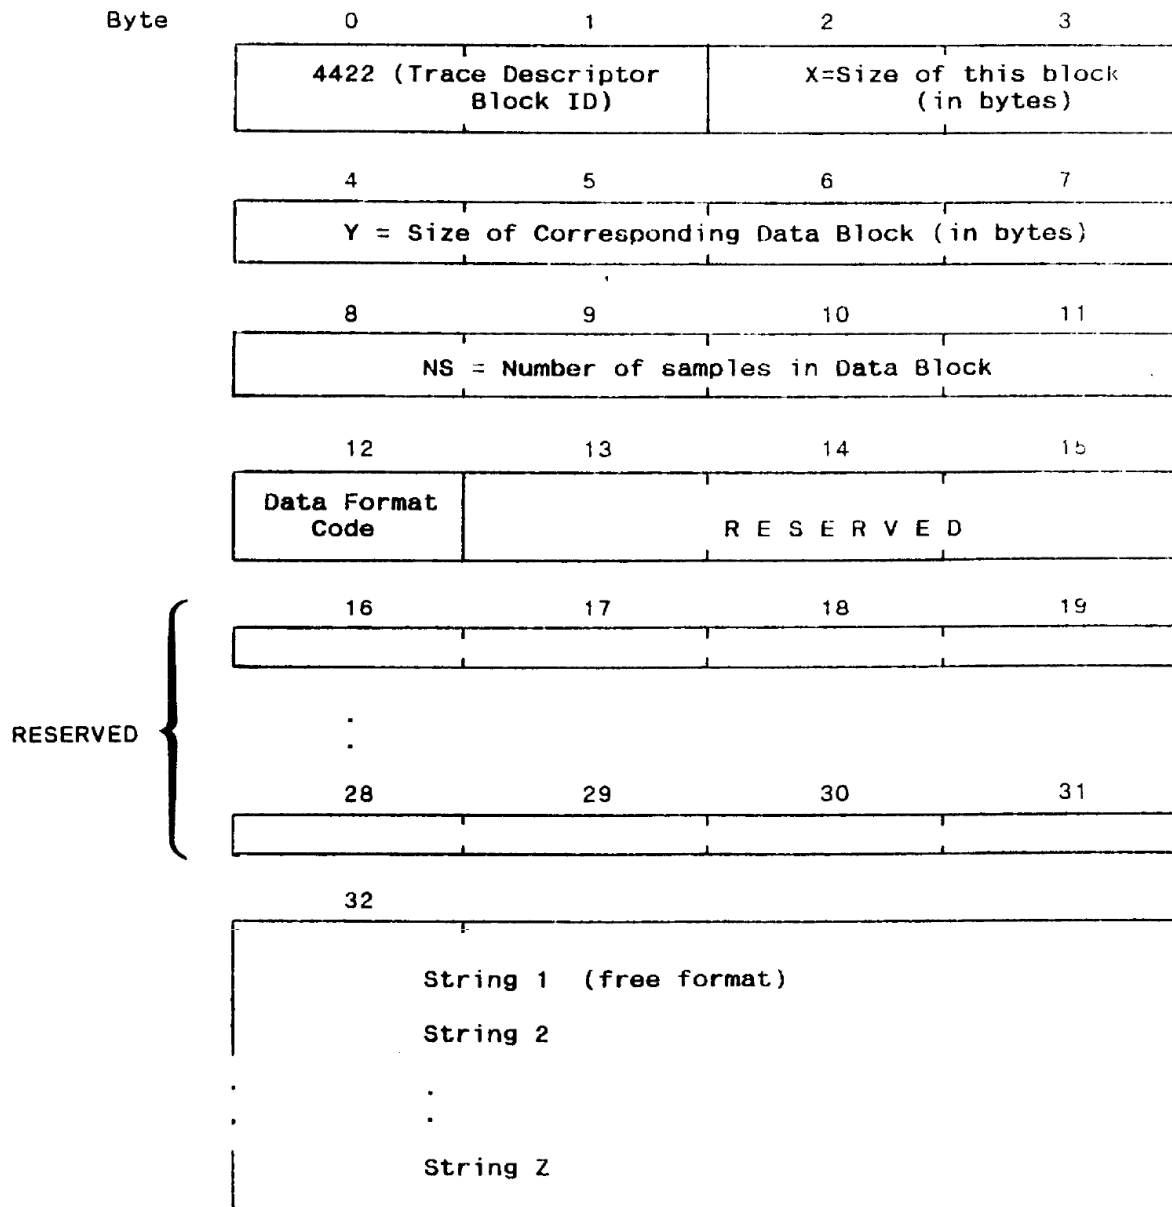 Byte 0 1 2 3
4422 (Trace Descriptor X=Size of this block
Block ID) (in bytes)
4 5 6 7
Y = Size of Corresponding Data Block (in bytes)
8 9 10 11
NS = Number of samples in Data Block
12 13 14 15
Data Format
Code R E S E R V E D
16 17 18 19
RESERVED
28 29 30 31
32
String 1 (free format)
String 2
String Z